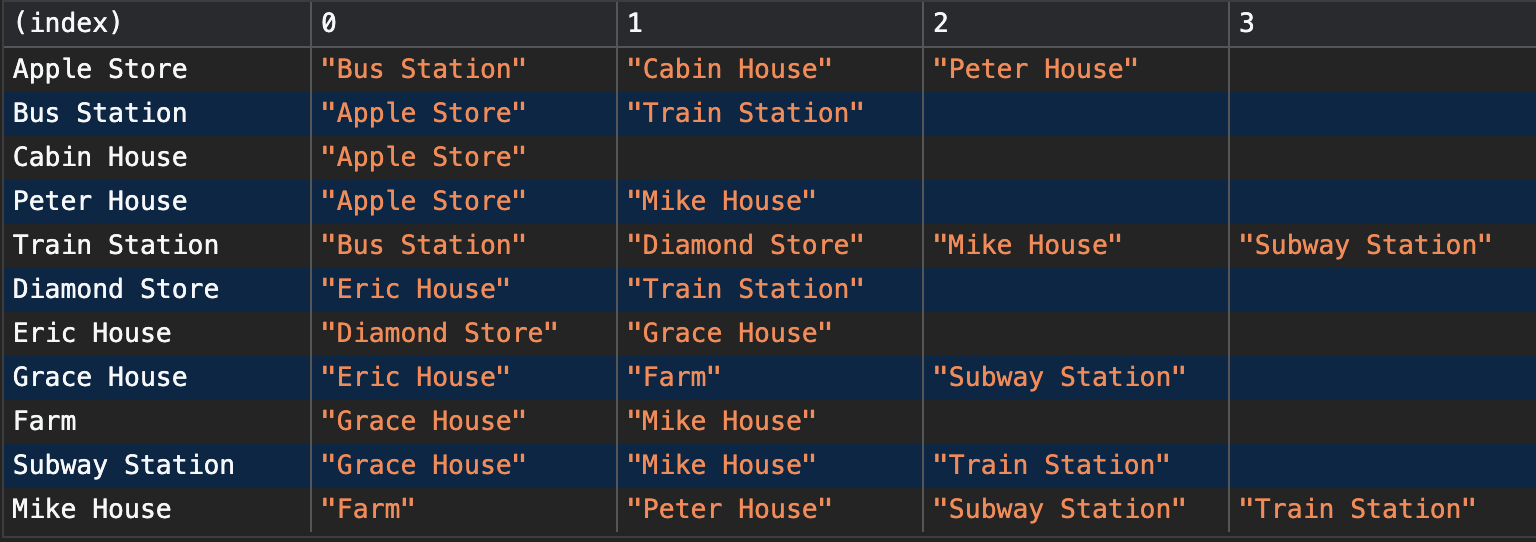 (index) 0 1 2 3
Apple Store "Bus Station" "Cabin House" "Peter House"
Bus Station "Apple Store" "Train Station"
Cabin House "Apple Store"
Peter House "Apple Store" "Mike House"
Train Station "Bus Station" "Diamond Store" "Mike House" "Subway Station"
Diamond Store "Eric House" "Train Station"
Eric House "Diamond Store" "Grace House"
Grace House "Eric House" "Farm" "Subway Station"
Farm "Grace House" "Mike House"
Subway Station "Grace House" "Mike House" "Train Station"
Mike House "Farm" "Peter House" "Subway Station" "Train Station"